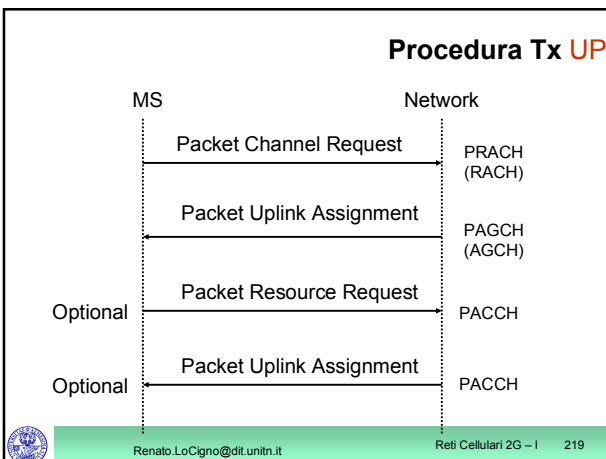 Procedura Tx UP
MS Network
Packet Channel Request PRACH
(RACH)
Packet Uplink Assignment PAGCH
(AGCH)
Optional Packet Resource Request PACCH
Optional Packet Uplink Assignment PACCH
Renato.LoCigno@dit.unitn.it Reti Cellulari 2G – I 219